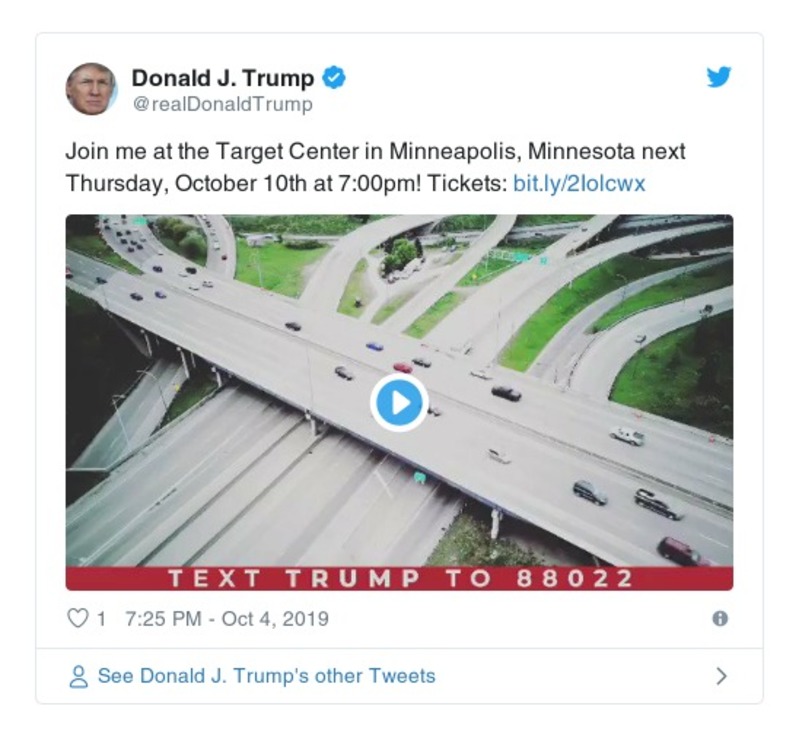 Donald J. Trump
@realDonaldTrump
Join me at the Target Center in Minneapolis, Minnesota next
Thursday, October 10th at 7:00pm! Tickets: bit.ly/2lolcwx
TEXT TRUMP TO 88022
1 7:25 PM - Oct 4, 2019
See Donald J. Trump's other Tweets